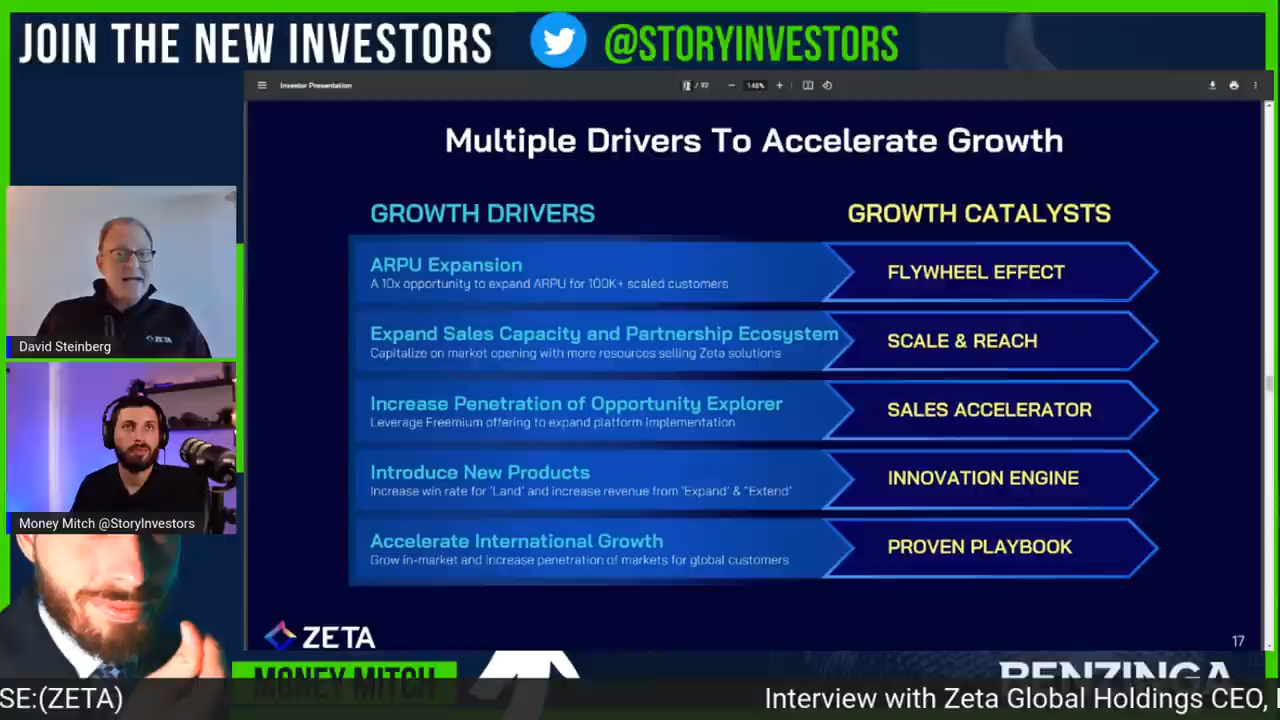 JOIN THE NEW INVESTORS
@STORYINVESTORS
Investor Presentation
17 / 32
148%
Multiple Drivers To Accelerate Growth
GROWTH DRIVERS
GROWTH CATALYSTS
ARPU Expansion
A 10x opportunity to expand ARPU for 100K+ scaled customers
FLYWHEEL EFFECT
Expand Sales Capacity and Partnership Ecosystem
Capitalize on market opening with more resources selling Zeta solutions
SCALE & REACH
Increase Penetration of Opportunity Explorer
Leverage Freemium offering to expand platform implementation
SALES ACCELERATOR
Introduce New Products
Increase win rate for 'Land' and increase revenue from 'Expand' & "Extend'
INNOVATION ENGINE
Accelerate International Growth
Grow in-market and increase penetration of markets for global customers
PROVEN PLAYBOOK
ZETA
17
ZETA
David Steinberg
Money Mitch @StoryInvestors
MONEY MITCH
BENZINGA
SE:(ZETA)
Interview with Zeta Global Holdings CEO,